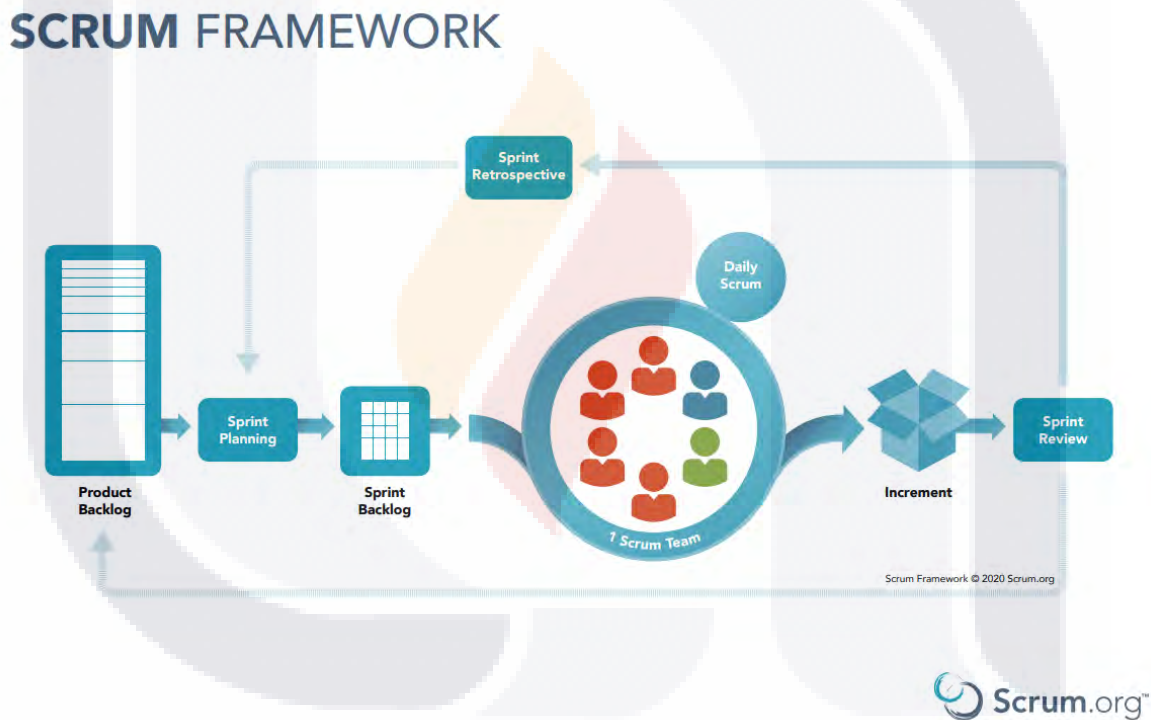 SCRUM FRAMEWORK
Sprint
Retrospective
Daily
Scrum
Sprint
Planning
Sprint
Review
Product
Backlog
Sprint
Backlog
Increment
1 Scrum Team
Scrum Framework © 2020 Scrum.org
Scrum.org™